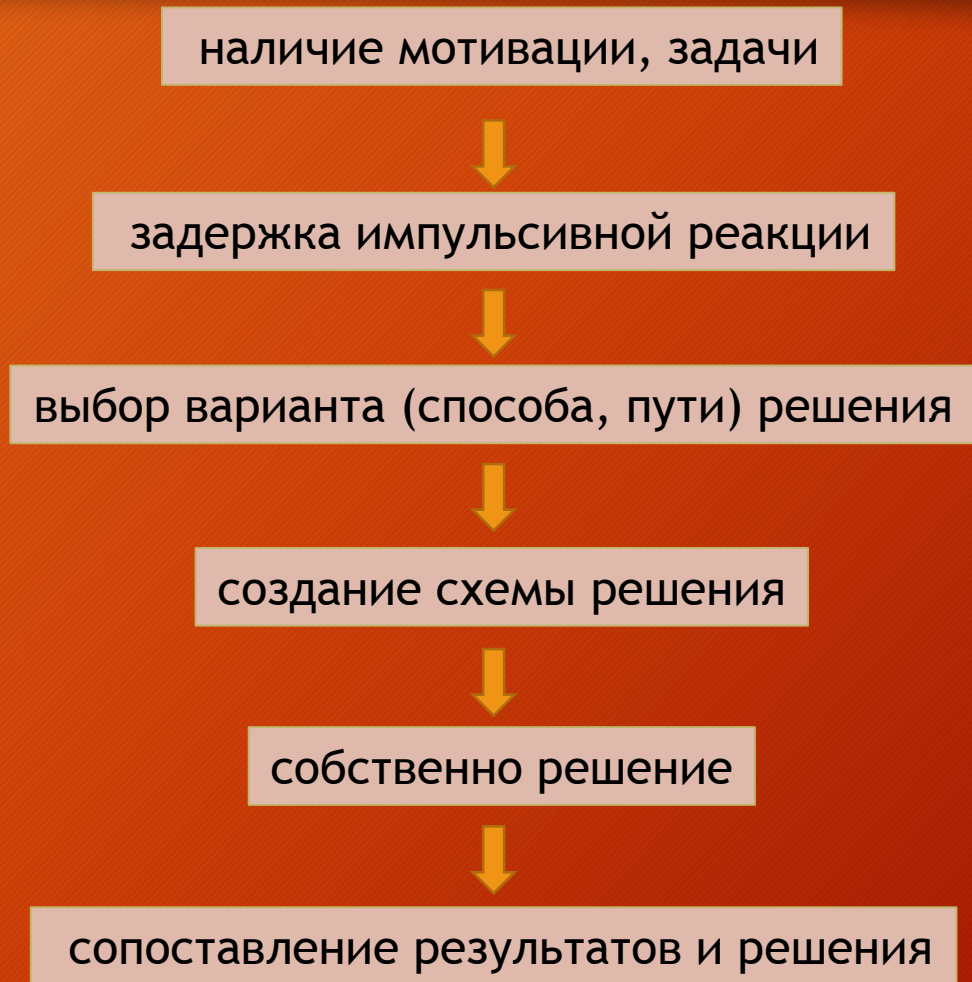 наличие мотивации, задачи
задержка импульсивной реакции
выбор варианта (способа, пути) решения
создание схемы решения
собственно решение
сопоставление результатов и решения